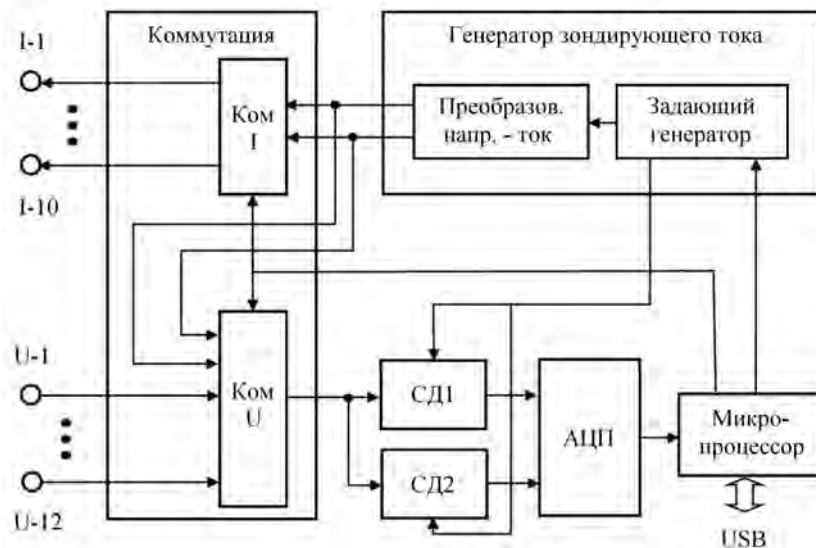 I-1
Коммутация
Генератор зондирующего тока
Ком
I
Преобразов.
напр. - ток
Задающий
генератор
I-10
U-1
Ком
U
СД1
СД2
АЦП
Микро-
процессор
U-12
USB